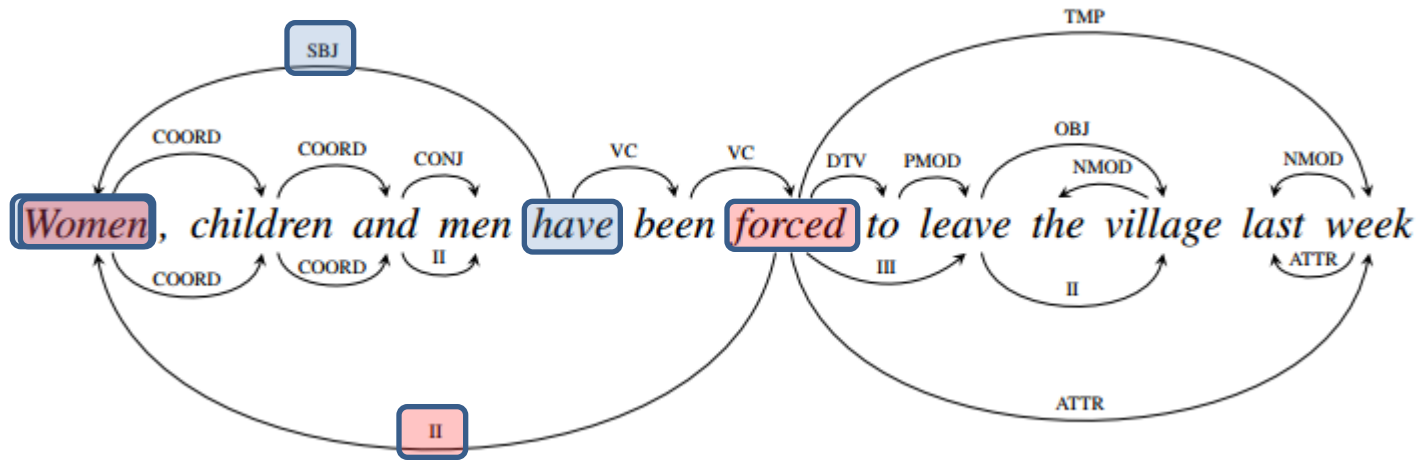 TMP
SBJ
COORD COORD CONJ VC VC DTV PMOD OBJ NMOD NMOD
Women, children and men have been forced to leave the village last week
COORD COORD II III II ATTR
ATTR
II